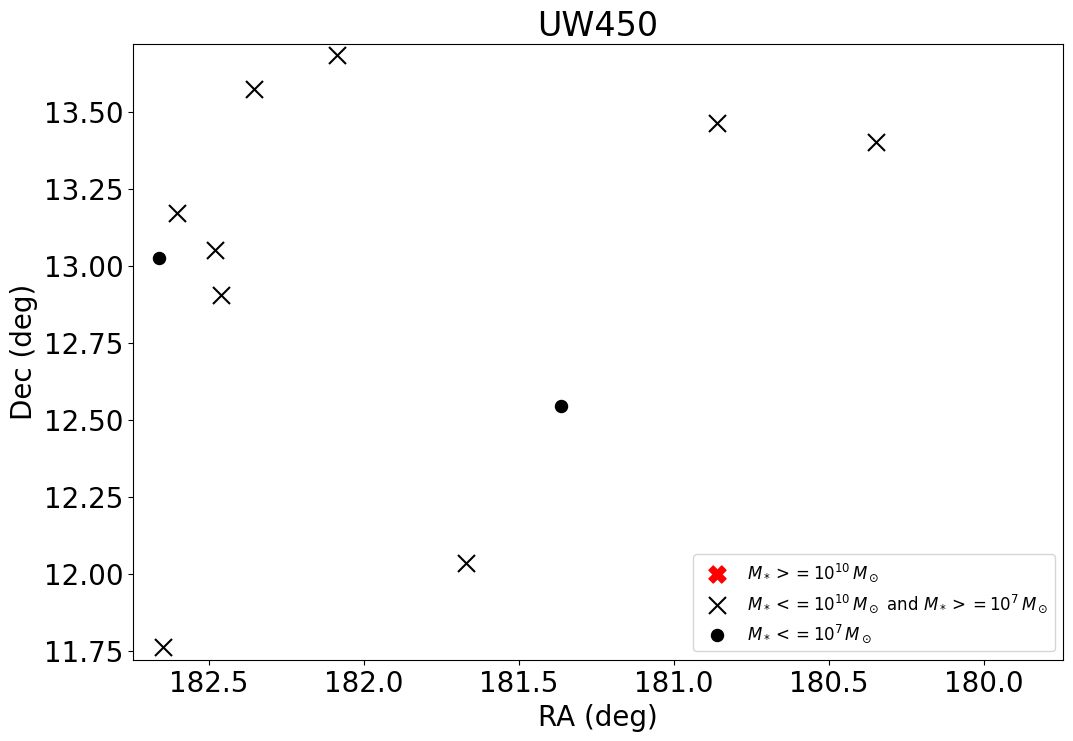 UW450
13.50
13.25
13.00
12.75
12.50
12.25
12.00
11.75
Dec (deg)
182.5 182.0 181.5 181.0 180.5 180.0
RA (deg)
M* >= 10^10 M⊙
M* <= 10^10 M⊙ and M* >= 10^7 M⊙
M* <= 10^7 M⊙